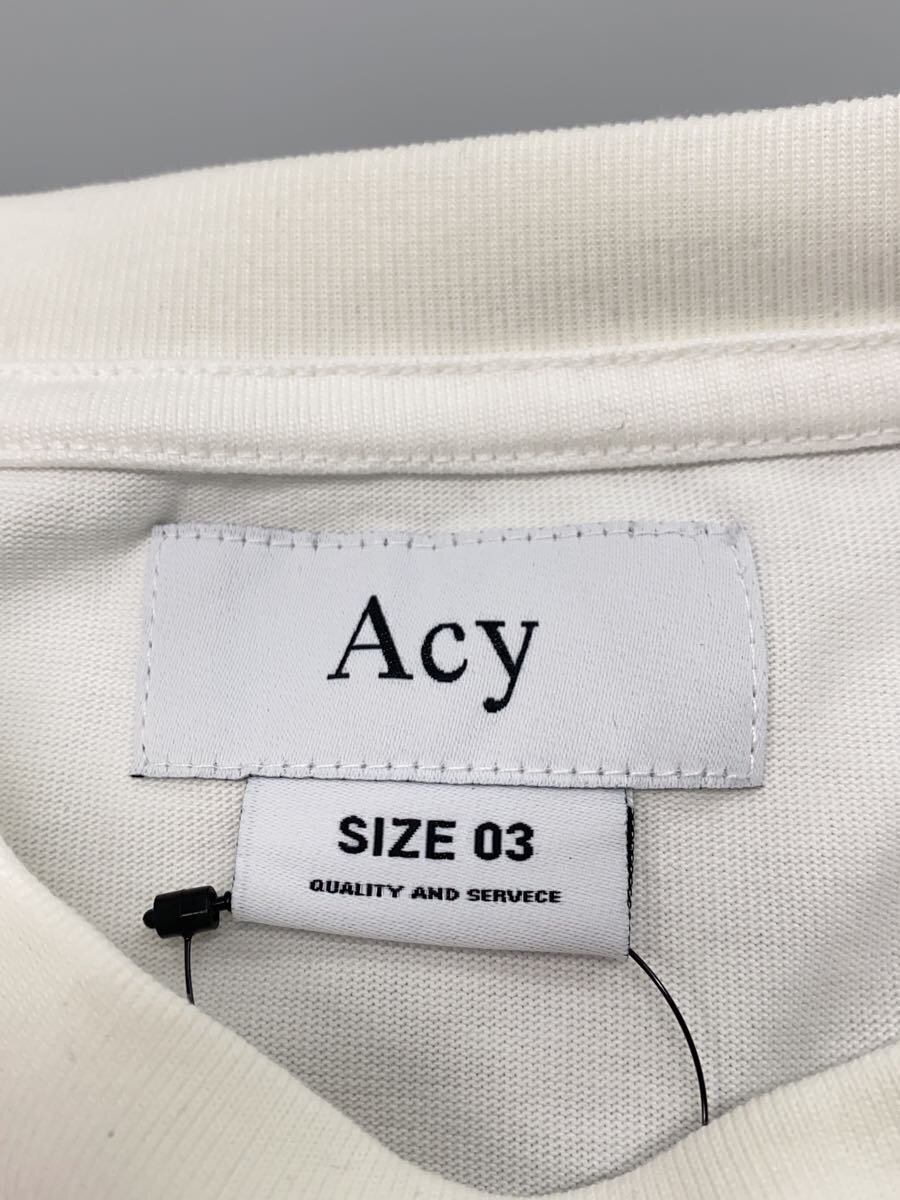 Acy
SIZE 03
QUALITY AND SERVECE